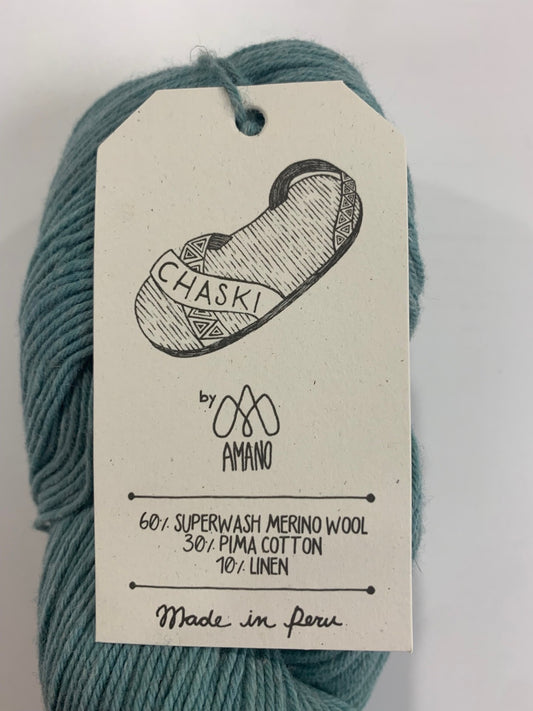 CHASKI
by
AMANO
60% SUPERWASH MERINO WOOL
30% PIMA COTTON
10% LINEN
Made in Peru